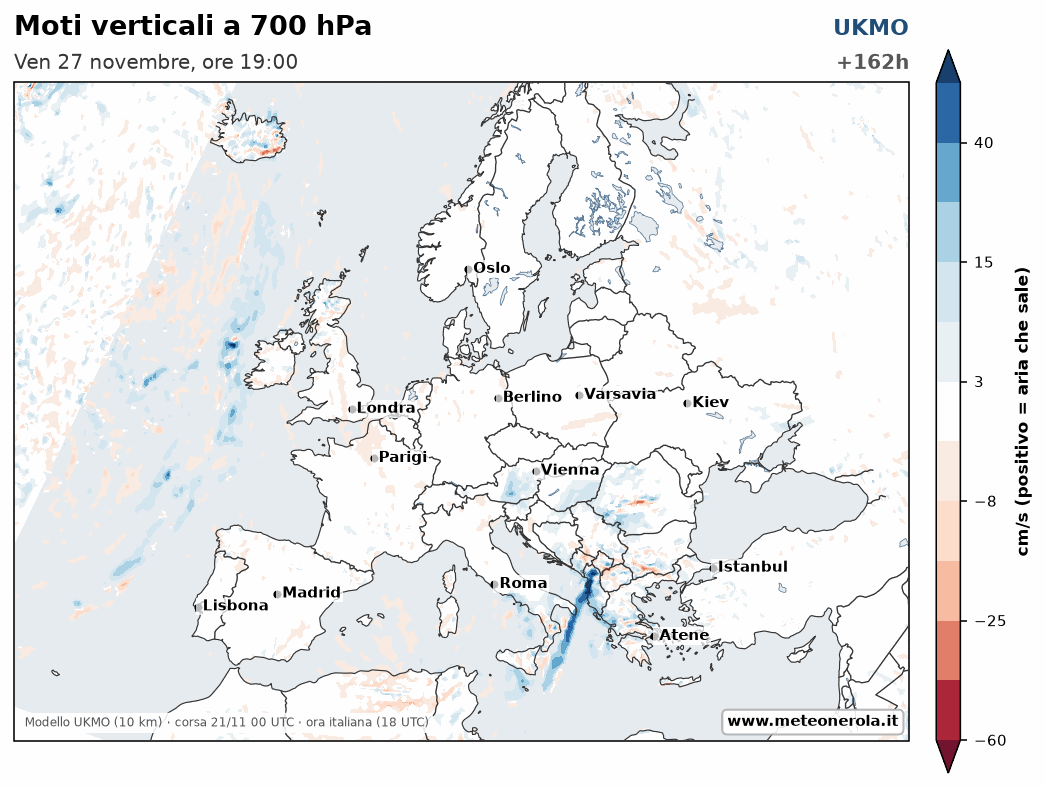 Moti verticali a 700 hPa
UKMO
Ven 27 novembre, ore 19:00
+162h
40
15
3
−8
−25
−60
cm/s (positivo = aria che sale)
Oslo
Berlino
Varsavia
Kiev
Londra
Parigi
Vienna
Istanbul
Roma
Madrid
Lisbona
Atene
Modello UKMO (10 km) · corsa 21/11 00 UTC · ora italiana (18 UTC)
www.meteonerola.it